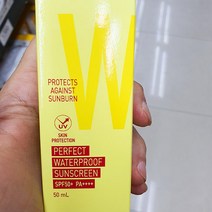 W
PROTECTS
AGAINST
SUNBURN
UV
SKIN
PROTECTION
PERFECT
WATERPROOF
SUNSCREEN
SPF50+ PA++++
50 mL.